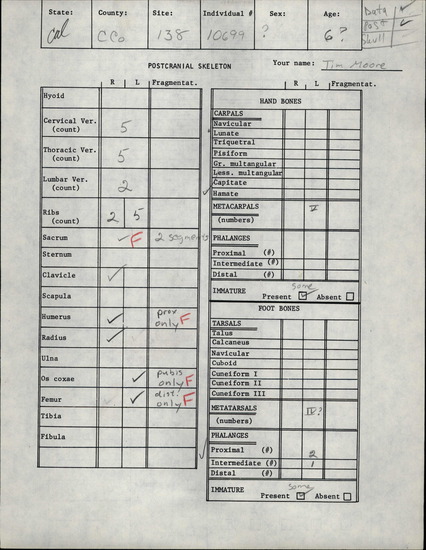 State: Cal County: CCo Site: 138 Individual # 10699 Sex: ? Age: 6?
Data ✓
Post ✓
Skull
POSTCRANIAL SKELETON Your name: Tim Moore
R L Fragmentat.
Hyoid
Cervical Ver. (count) 5
Thoracic Ver. (count) 5
Lumbar Ver. (count) 2
Ribs (count) 2 5
Sacrum ✓ F 2 segments
Sternum
Clavicle ✓
Scapula
Humerus ✓ prox only F
Radius ✓
Ulna
Os coxae ✓ pubis only F
Femur ✓ dist. only F
Tibia
Fibula
R L Fragmentat.
HAND BONES
CARPALS
Navicular
Lunate
Triquetral
Pisiform
Gr. multangular
Less. multangular
Capitate
Hamate
METACARPALS V
(numbers)
PHALANGES
Proximal (#)
Intermediate (#)
Distal (#)
some
IMMATURE Present ☑ Absent ☐
FOOT BONES
TARSALS
Talus
Calcaneus
Navicular
Cuboid
Cuneiform I
Cuneiform II
Cuneiform III
METATARSALS IV?
(numbers)
PHALANGES
Proximal (#) 2
Intermediate (#) 1
Distal (#)
some
IMMATURE Present ☑ Absent ☐